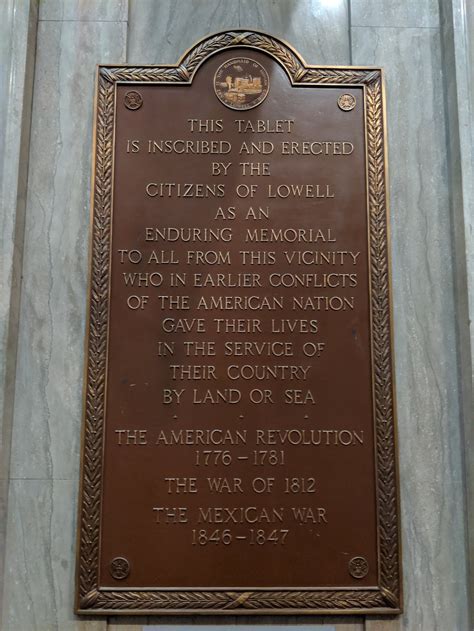 THIS TABLET
IS INSCRIBED AND ERECTED
BY THE
CITIZENS OF LOWELL
AS AN
ENDURING MEMORIAL
TO ALL FROM THIS VICINITY
WHO IN EARLIER CONFLICTS
OF THE AMERICAN NATION
GAVE THEIR LIVES
IN THE SERVICE OF
THEIR COUNTRY
BY LAND OR SEA
- - -
THE AMERICAN REVOLUTION
1776-1781
THE WAR OF 1812
THE MEXICAN WAR
1846-1847